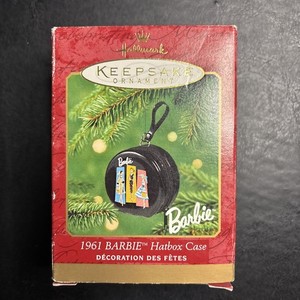 Hallmark
KEEPSAKE
ORNAMENT
Barbie
Barbie
1961 BARBIE™ Hatbox Case
DÉCORATION DES FÊTES